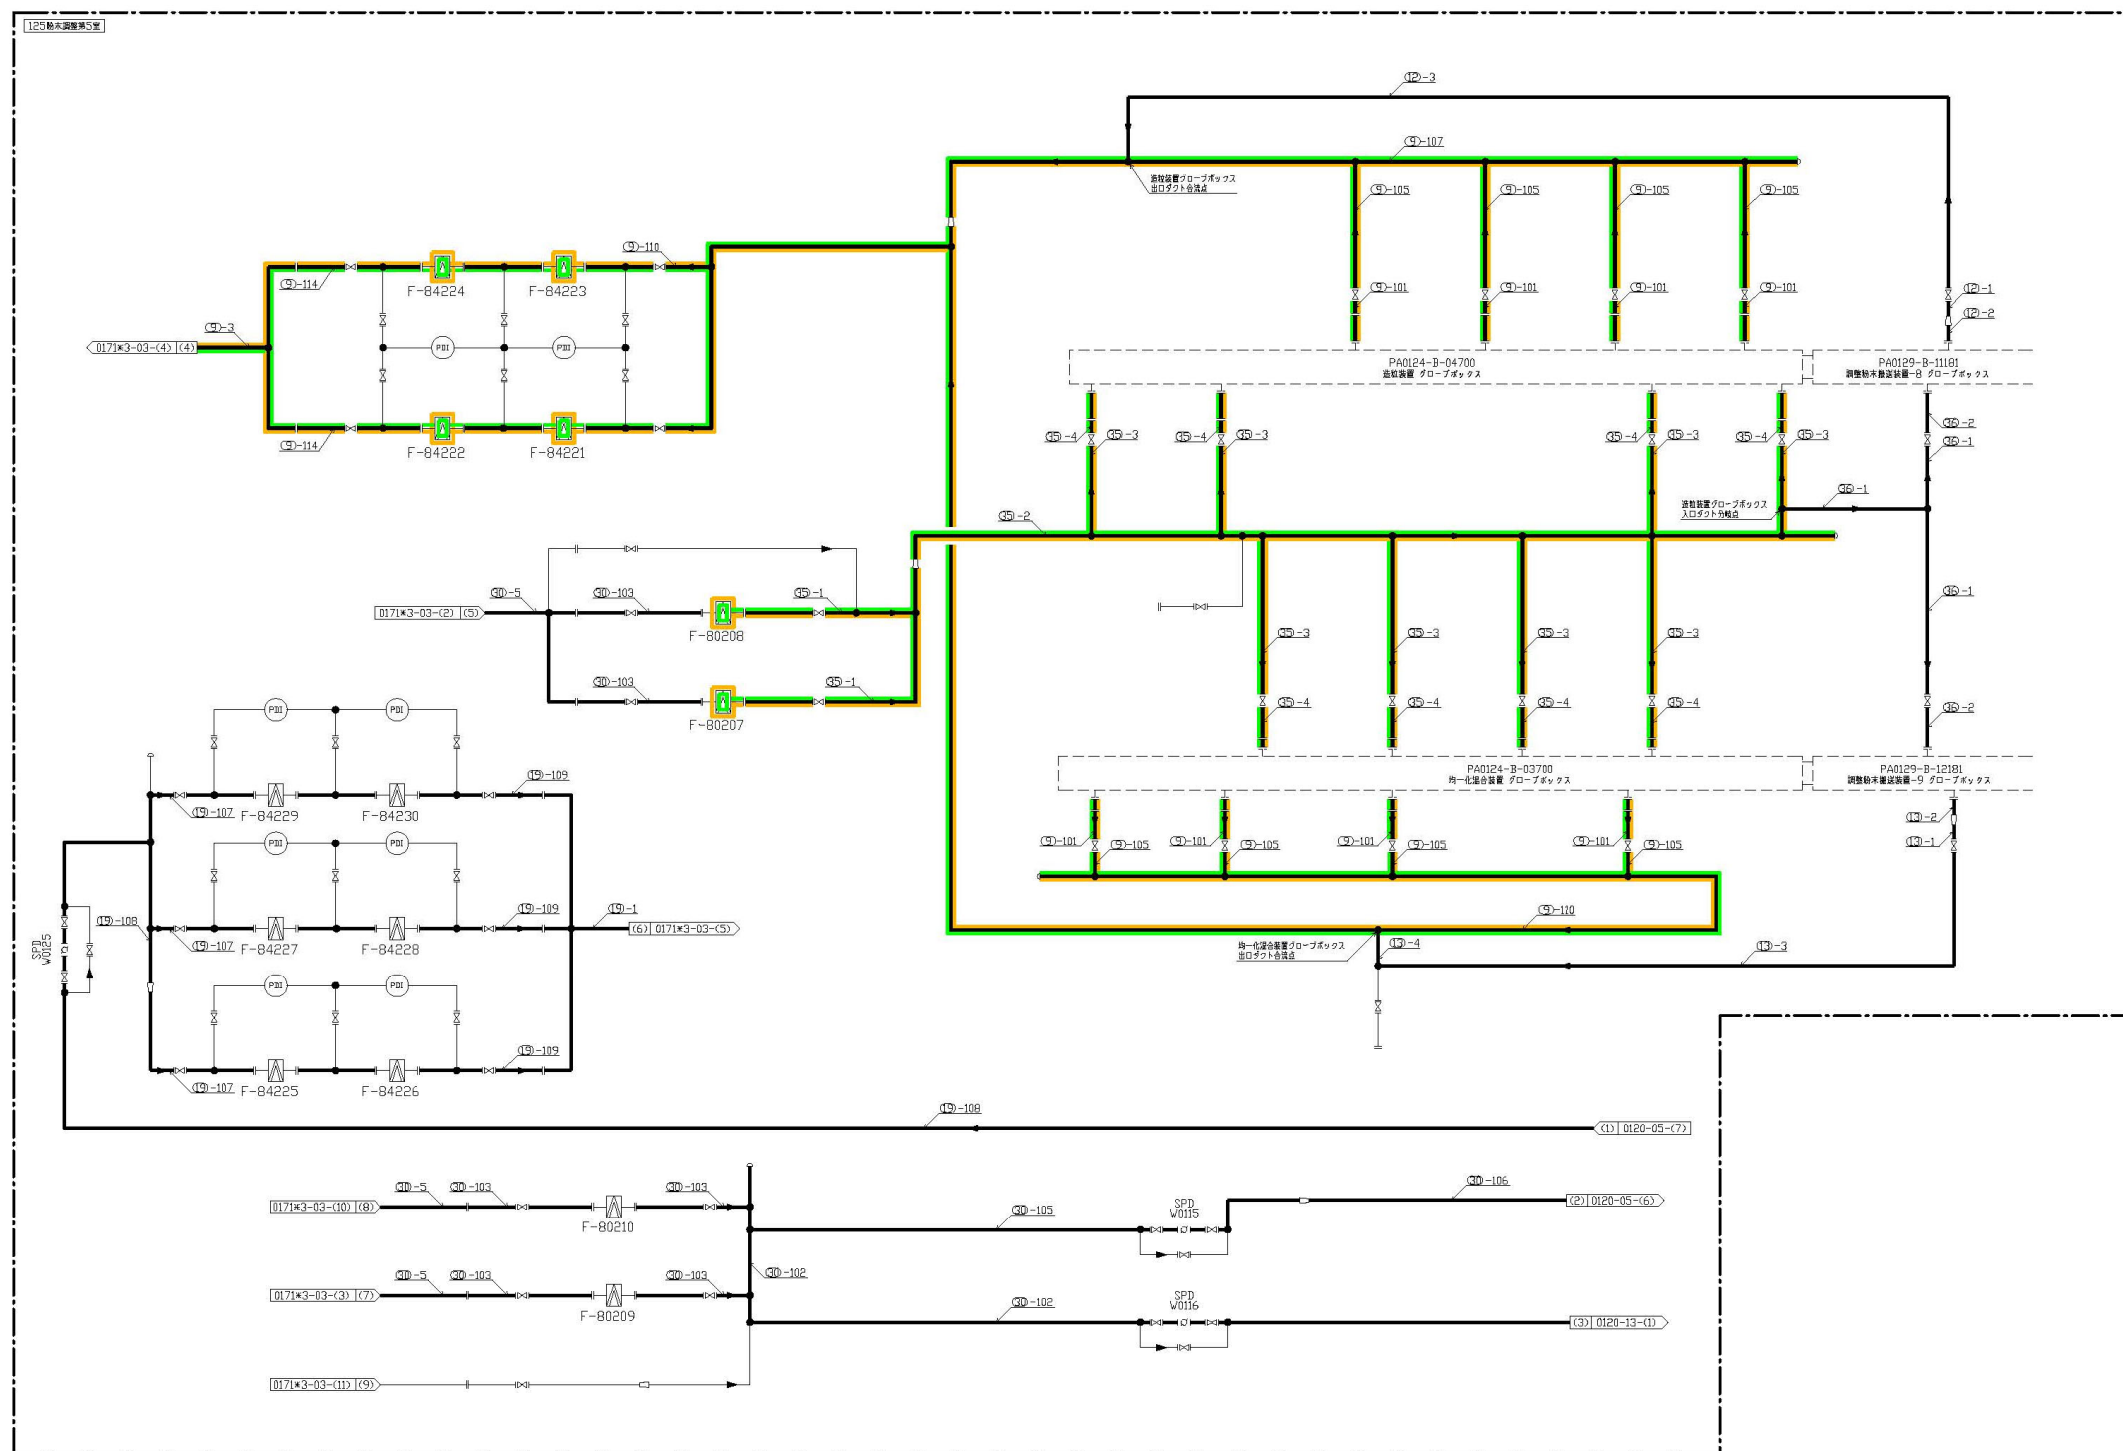 125粉末調整第5室
⑫-3
⑨-107
造粒装置グローブボックス
出口ダクト合流点
⑨-105
⑨-105
⑨-105
⑨-105
⑨-110
⑨-114
F-84224
F-84223
⑨-101
⑨-101
⑨-101
⑨-101
⑫-1
⑫-2
⑨-3
0171*3-03-(4) (4)
PDI
PDI
PA0124-B-04700
造粒装置 グローブボックス
PA0129-B-11181
調整粉末搬送装置-8 グローブボックス
⑨-114
F-84222
F-84221
㉟-4
㉟-3
㉟-4
㉟-3
㉟-4
㉟-3
㉟-4
㉟-3
㊱-2
㊱-1
㉟-2
造粒装置グローブボックス
入口ダクト分岐点
㊱-1
㉚-5
㉚-103
㉟-1
0171*3-03-(2) (5)
F-80208
㊱-1
㉟-3
㉟-3
㉟-3
㉟-3
㉚-103
㉟-1
F-80207
㉟-4
㉟-4
㉟-4
㉟-4
㊱-2
PDI
PDI
PA0124-B-03700
均一化混合装置 グローブボックス
PA0129-B-12181
調整粉末搬送装置-9 グローブボックス
⑲-109
⑲-107
F-84229
F-84230
⑬-2
⑬-1
PDI
PDI
⑨-101
⑨-105
⑨-101
⑨-105
⑨-101
⑨-105
⑨-101
⑨-105
⑲-108
⑲-109
⑲-1
(6) 0171*3-03-(5)
⑨-120
SPD
W0125
⑲-107
F-84227
F-84228
均一化混合装置グローブボックス
出口ダクト合流点
⑬-4
⑬-3
PDI
PDI
⑲-109
⑲-107
F-84225
F-84226
⑲-108
(1) 0120-05-(7)
㉚-5
㉚-103
㉚-103
㉚-106
0171*3-03-(10) (8)
F-80210
SPD
W0115
(2) 0120-05-(6)
㉚-105
㉚-5
㉚-103
㉚-103
㉚-102
0171*3-03-(3) (7)
F-80209
㉚-102
SPD
W0116
(3) 0120-13-(1)
0171*3-03-(11) (9)